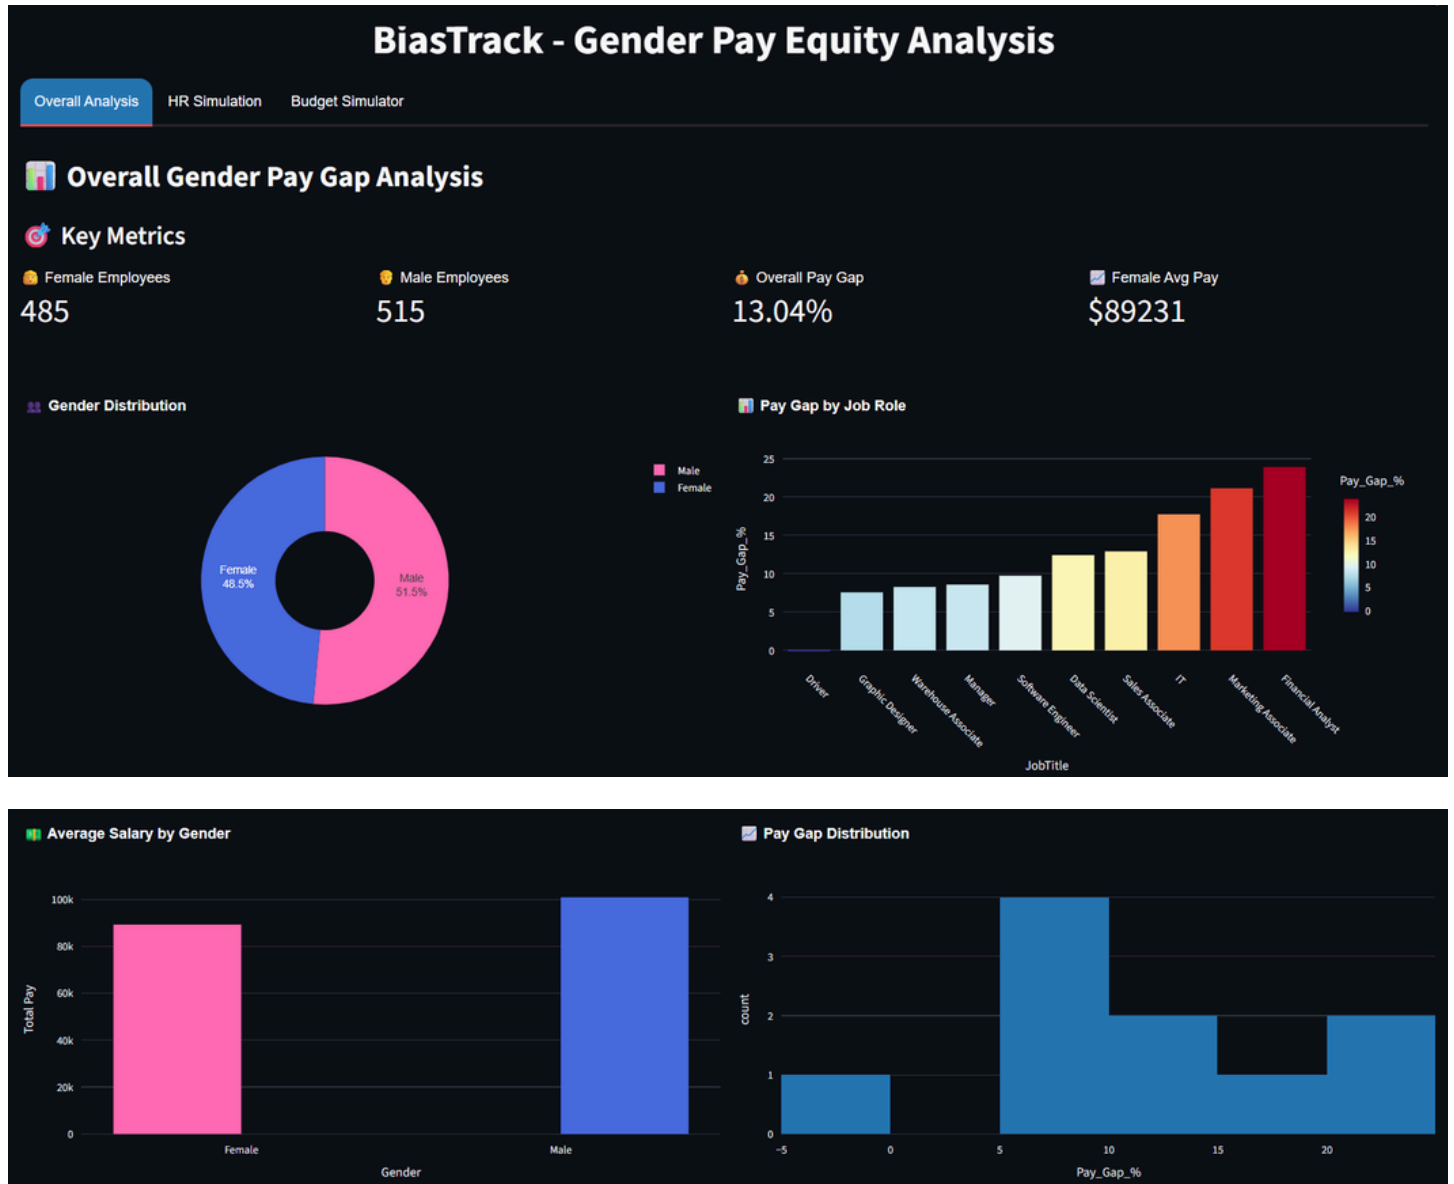 BiasTrack - Gender Pay Equity Analysis
Overall Analysis
HR Simulation
Budget Simulator
Overall Gender Pay Gap Analysis
Key Metrics
Female Employees
485
Male Employees
515
Overall Pay Gap
13.04%
Female Avg Pay
$89231
Gender Distribution
Male
Female
Female
48.5%
Male
51.5%
Pay Gap by Job Role
25
20
15
10
5
0
Pay_Gap_%
Driver
Graphic Designer
Warehouse Associate
Manager
Software Engineer
Data Scientist
Sales Associate
IT
Marketing Associate
Financial Analyst
JobTitle
Pay_Gap_%
20
15
10
5
0
Average Salary by Gender
100k
80k
60k
40k
20k
0
Total Pay
Female
Male
Gender
Pay Gap Distribution
4
3
2
1
0
count
−5
0
5
10
15
20
Pay_Gap_%